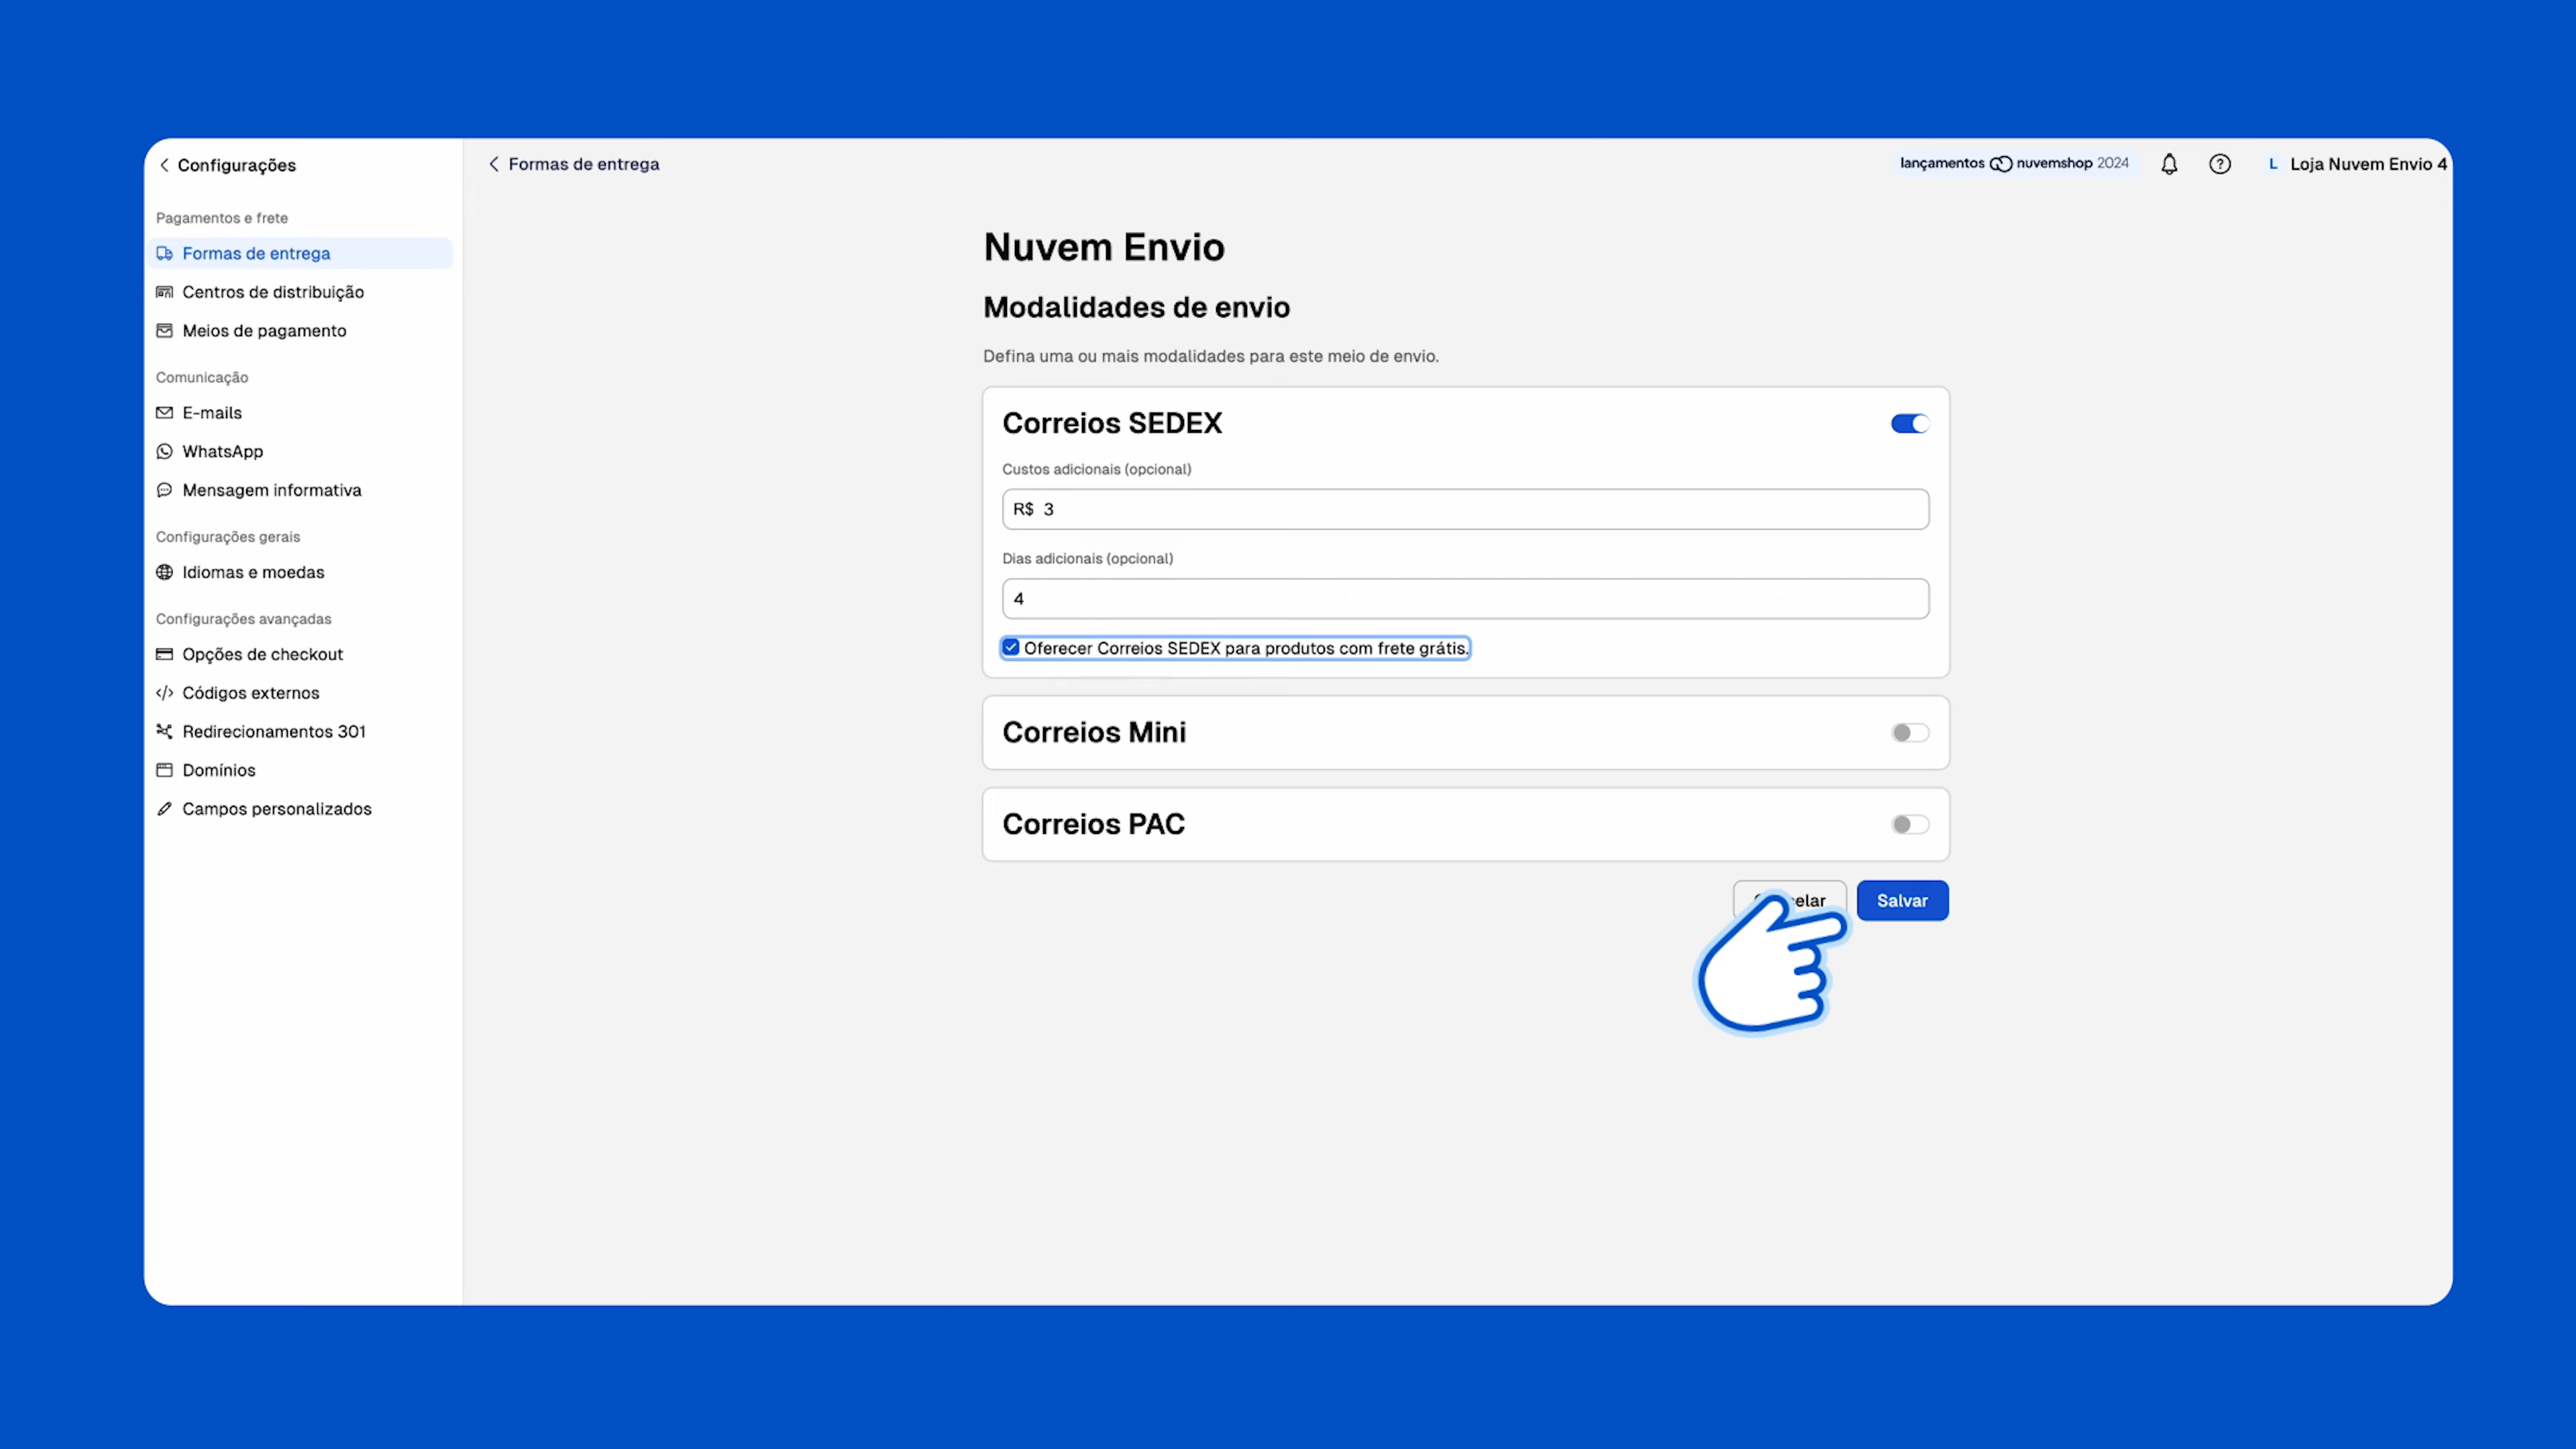 Configurações
Formas de entrega
lançamentos nuvemshop 2024
L Loja Nuvem Envio 4
Pagamentos e frete
Formas de entrega
Centros de distribuição
Meios de pagamento
Comunicação
E-mails
WhatsApp
Mensagem informativa
Configurações gerais
Idiomas e moedas
Configurações avançadas
Opções de checkout
Códigos externos
Redirecionamentos 301
Domínios
Campos personalizados
Nuvem Envio
Modalidades de envio
Defina uma ou mais modalidades para este meio de envio.
Correios SEDEX
Custos adicionais (opcional)
R$ 3
Dias adicionais (opcional)
4
Oferecer Correios SEDEX para produtos com frete grátis.
Correios Mini
Correios PAC
Salvar